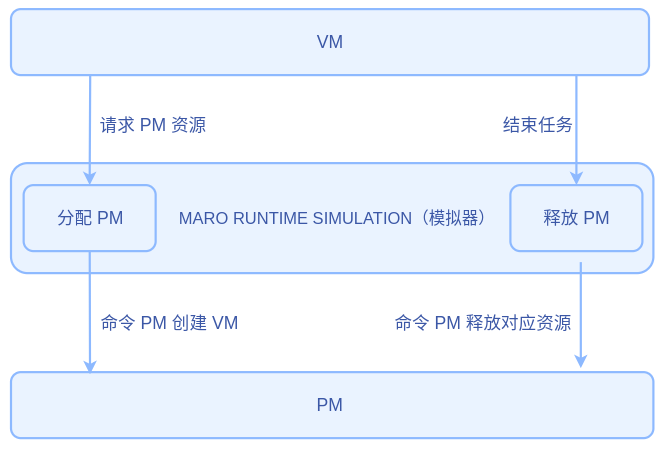 VM
请求 PM 资源
结束任务
分配 PM
MARO RUNTIME SIMULATION（模拟器）
释放 PM
命令 PM 创建 VM
命令 PM 释放对应资源
PM